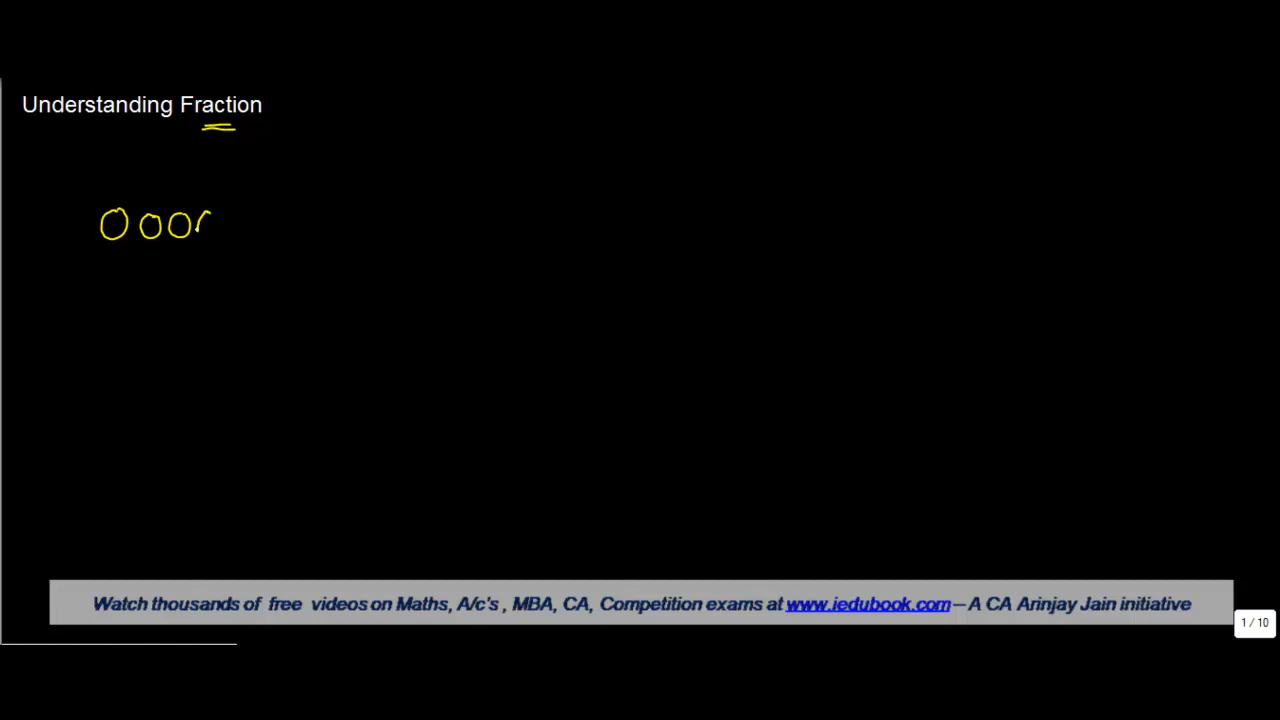 Understanding Fraction
Watch thousands of free videos on Maths, A/c's , MBA, CA, Competition exams at www.iedubook.com – A CA Arinjay Jain initiative
1 / 10